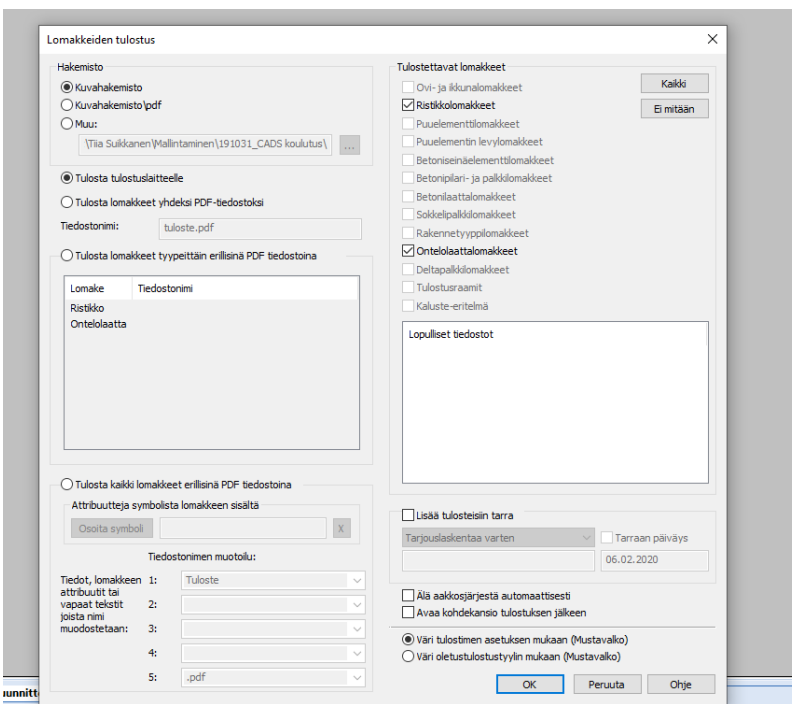 Lomakkeiden tulostus
Hakemisto
Kuvahakemisto
Kuvahakemisto\pdf
Muu:
\Tiia Suikkanen\Mallintaminen\191031_CADS koulutus\
...
Tulosta tulostuslaitteelle
Tulosta lomakkeet yhdeksi PDF-tiedostoksi
Tiedostonimi:
tuloste.pdf
Tulosta lomakkeet tyypeittäin erillisinä PDF tiedostoina
Lomake Tiedostonimi
Ristikko
Ontelolaatta
Tulosta kaikki lomakkeet erillisinä PDF tiedostoina
Attribuutteja symbolista lomakkeen sisältä
Osoita symboli
X
Tiedostonimen muotoilu:
Tiedot, lomakkeen
attribuutit tai
vapaat tekstit
joista nimi
muodostetaan:
1: Tuloste
2:
3:
4:
5: .pdf
Tulostettavat lomakkeet
Ovi- ja ikkunalomakkeet
Ristikkolomakkeet
Puuelementtilomakkeet
Puuelementin levylomakkeet
Betoniseinäelementtilomakkeet
Betonipilari- ja palkkilomakkeet
Betonilaattalomakkeet
Sokkelipalkkilomakkeet
Rakennetyyppilomakkeet
Ontelolaattalomakkeet
Deltapalkkilomakkeet
Tulostusraamit
Kaluste-eritelmä
Kaikki
Ei mitään
Lopulliset tiedostot
Lisää tulosteisiin tarra
Tarjouslaskentaa varten
Tarraan päiväys
06.02.2020
Älä aakkosjärjestä automaattisesti
Avaa kohdekansio tulostuksen jälkeen
Väri tulostimen asetuksen mukaan (Mustavalko)
Väri oletustulostustyylin mukaan (Mustavalko)
OK Peruuta Ohje